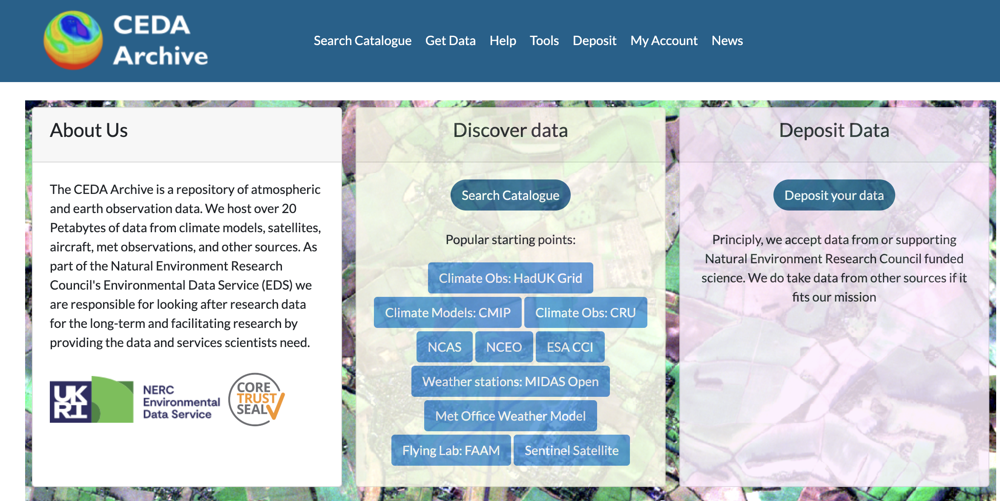 CEDA
Archive
Search Catalogue Get Data Help Tools Deposit My Account News
About Us
The CEDA Archive is a repository of atmospheric
and earth observation data. We host over 20
Petabytes of data from climate models, satellites,
aircraft, met observations, and other sources. As
part of the Natural Environment Research
Council's Environmental Data Service (EDS) we
are responsible for looking after research data
for the long-term and facilitating research by
providing the data and services scientists need.
UK
RI
NERC
Environmental
Data Service
CORE
TRUST
SEAL
Discover data
Search Catalogue
Popular starting points:
Climate Obs: HadUK Grid
Climate Models: CMIP Climate Obs: CRU
NCAS NCEO ESA CCI
Weather stations: MIDAS Open
Met Office Weather Model
Flying Lab: FAAM Sentinel Satellite
Deposit Data
Deposit your data
Principly, we accept data from or supporting
Natural Environment Research Council funded
science. We do take data from other sources if it
fits our mission